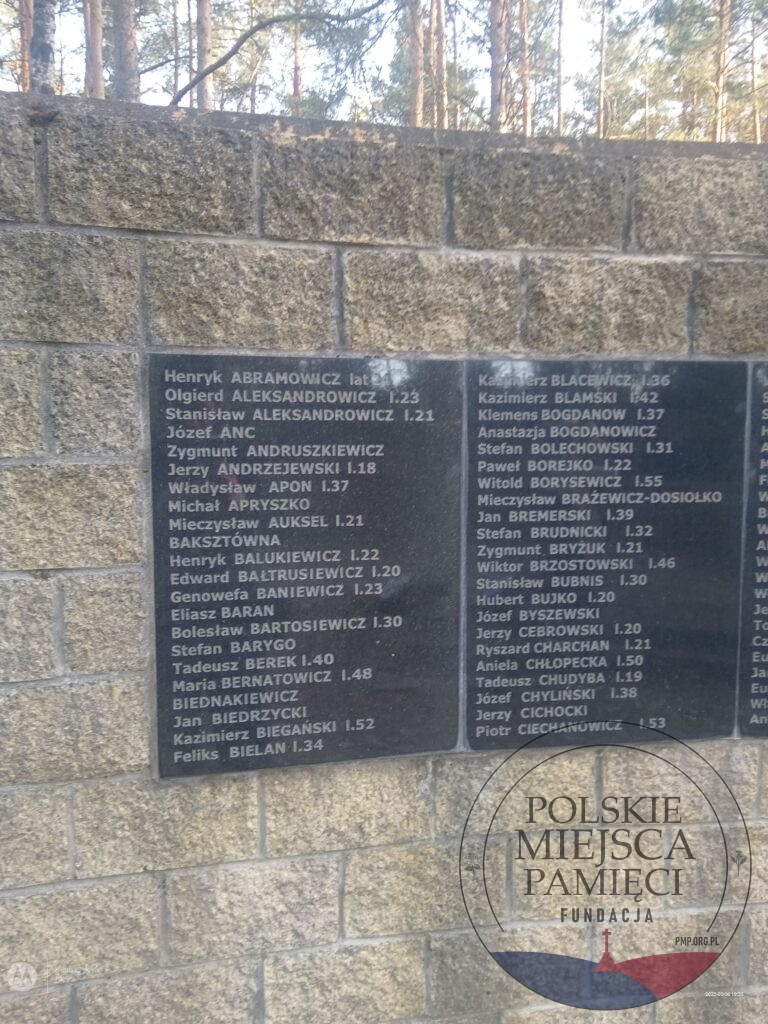 Henryk ABRAMOWICZ lat
Olgierd ALEKSANDROWICZ l.23
Stanisław ALEKSANDROWICZ l.21
Józef ANC
Zygmunt ANDRUSZKIEWICZ
Jerzy ANDRZEJEWSKI l.18
Władysław APON l.37
Michał APRYSZKO
Mieczysław AUKSEL l.21
BAKSZTÓWNA
Henryk BALUKIEWICZ l.22
Edward BAŁTRUSIEWICZ l.20
Genowefa BANIEWICZ l.23
Eliasz BARAN
Bolesław BARTOSIEWICZ l.30
Stefan BARYGO
Tadeusz BEREK l.40
Maria BERNATOWICZ l.48
BIEDNAKIEWICZ
Jan BIEDRZYCKI
Kazimierz BIEGAŃSKI l.52
Feliks BIELAN l.34
Kazimierz BLACEWICZ l.36
Kazimierz BLAMSKI l.42
Klemens BOGDANOW l.37
Anastazja BOGDANOWICZ
Stefan BOLECHOWSKI l.31
Paweł BOREJKO l.22
Witold BORYSEWICZ l.55
Mieczysław BRAŻEWICZ-DOSIOŁKO
Jan BREMERSKI l.39
Stefan BRUDNICKI l.32
Zygmunt BRYŻUK l.21
Wiktor BRZOSTOWSKI l.46
Stanisław BUBNIS l.30
Hubert BUJKO l.20
Józef BYSZEWSKI
Jerzy CEBROWSKI l.20
Ryszard CHARCHAN l.21
Aniela CHŁOPECKA l.50
Tadeusz CHUDYBA l.19
Józef CHYLIŃSKI l.38
Jerzy CICHOCKI
Piotr CIECHANOWICZ l.53
POLSKIE
MIEJSCA
PAMIĘCI
FUNDACJA
PMP.ORG.PL